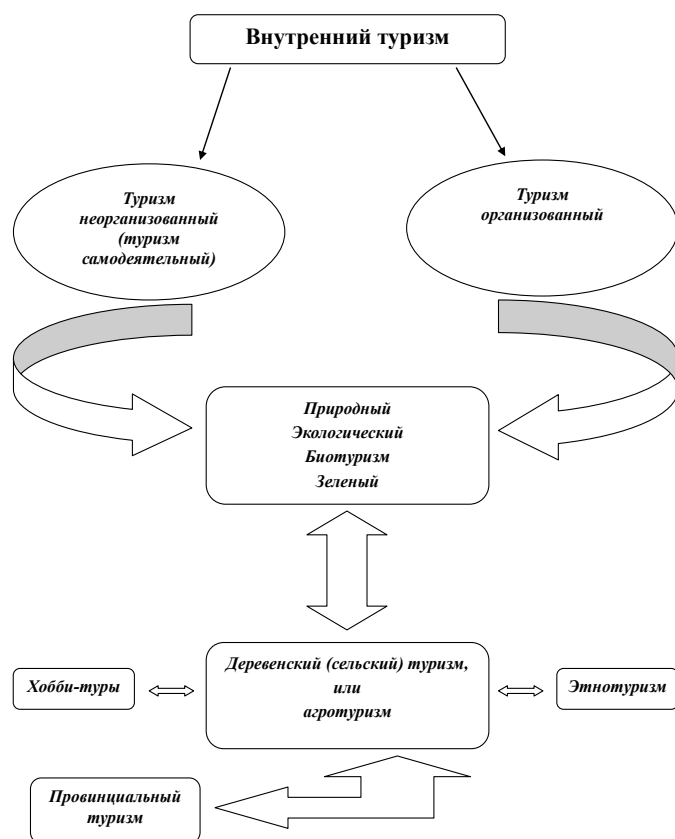 Внутренний туризм
Туризм
неорганизованный
(туризм
самодеятельный)
Туризм
организованный
Природный
Экологический
Биотуризм
Зеленый
Хобби-туры
Деревенский (сельский) туризм,
или
агротуризм
Этнотуризм
Провинциальный
туризм